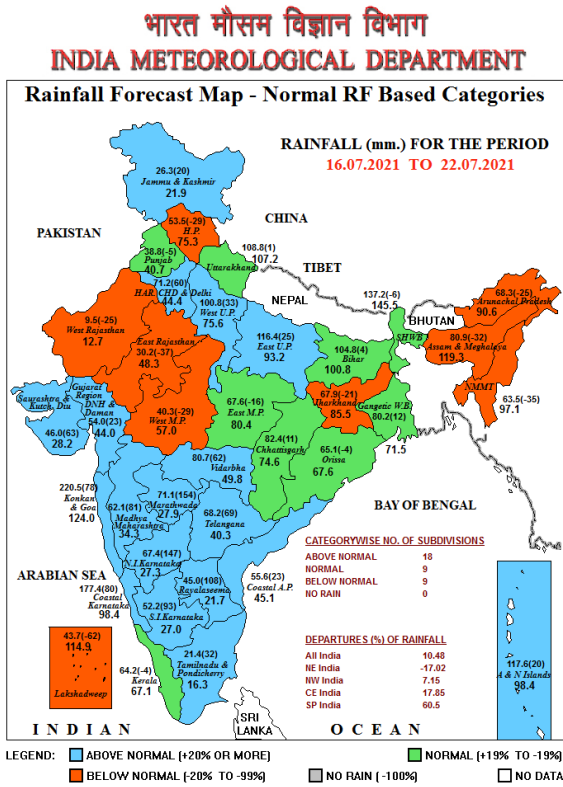 भारत मौसम विज्ञान विभाग
INDIA METEOROLOGICAL DEPARTMENT
Rainfall Forecast Map - Normal RF Based Categories
RAINFALL (mm.) FOR THE PERIOD
16.07.2021 TO 22.07.2021
26.3(20)
Jammu & Kashmir
21.9
CHINA
53.5(-29)
H.P.
75.3
PAKISTAN
38.8(-5)
Punjab
40.7
108.8(1)
Uttarakhand
107.2
TIBET
71.2(60)
HAR. CHD & Delhi
44.4
NEPAL
100.8(33)
West U.P.
75.6
137.2(-6)
145.5
SHWB
BHUTAN
68.3(-25)
Arunachal Pradesh
90.6
9.5(-25)
West Rajasthan
12.7
East Rajasthan
30.2(-37)
48.3
116.4(25)
East U.P.
93.2
104.8(4)
Bihar
100.8
80.9(-32)
Assam & Meghalaya
119.3
NMMT
63.5(-35)
97.1
Gujarat
Region
DNH &
Daman
54.0(23)
44.0
Saurashtra &
Kutch, Diu
46.0(63)
28.2
40.3(-29)
West M.P.
57.0
67.6(-16)
East M.P.
80.4
67.9(-21)
Jharkhand
85.5
Gangetic W.B.
80.2(12)
71.5
82.4(11)
Chhattisgarh
74.6
65.1(-4)
Orissa
67.6
80.7(62)
Vidarbha
49.8
220.5(78)
Konkan
and Goa
124.0
62.1(81)
Madhya
Maharashtra
34.3
71.1(154)
Marathwada
27.9
68.2(69)
Telangana
40.3
BAY OF BENGAL
67.4(147)
N.I.Karnataka
27.3
ARABIAN SEA
177.4(80)
Coastal
Karnataka
98.4
45.0(108)
Rayalaseema
21.7
55.6(23)
Coastal A.P.
45.1
52.2(93)
S.I.Karnataka
27.0
43.7(-62)
114.9
Lakshadweep
64.2(-4)
Kerala
67.1
21.4(32)
Tamilnadu &
Pondicherry
16.3
117.6(20)
A & N Islands
98.4
CATEGORYWISE NO. OF SUBDIVISIONS
ABOVE NORMAL 18
NORMAL 9
BELOW NORMAL 9
NO RAIN 0
DEPARTURES (%) OF RAINFALL
All India 10.48
NE India -17.02
NW India 7.15
CE India 17.85
SP India 60.5
SRI
LANKA
INDIAN OCEAN
LEGEND: ABOVE NORMAL (+20% OR MORE) NORMAL (+19% TO -19%)
BELOW NORMAL (-20% TO -99%) NO RAIN (-100%) NO DATA